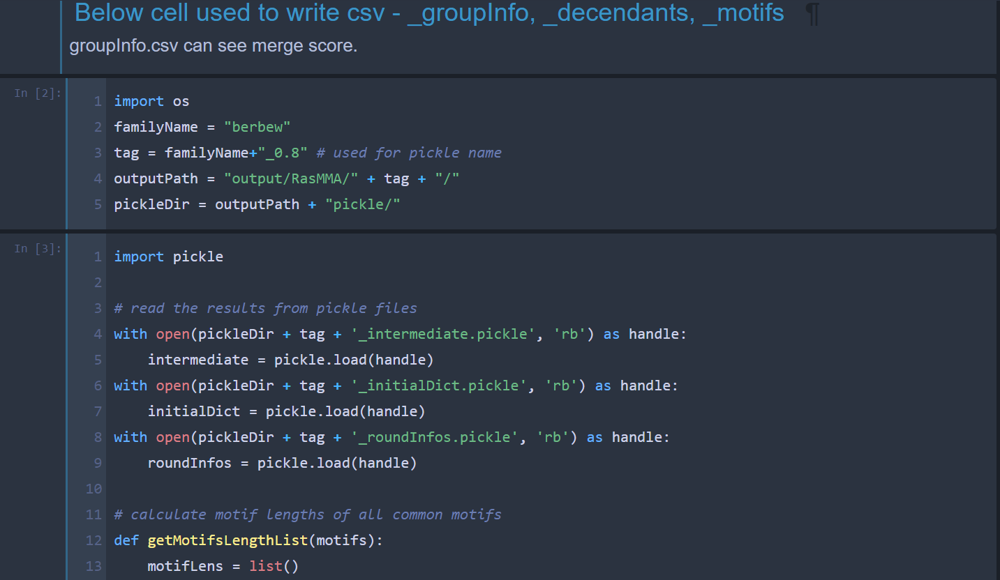 Below cell used to write csv - _groupInfo, _decendants, _motifs ¶
groupInfo.csv can see merge score.
In [2]:
1 import os
2 familyName = "berbew"
3 tag = familyName+"_0.8" # used for pickle name
4 outputPath = "output/RasMMA/" + tag + "/"
5 pickleDir = outputPath + "pickle/"
In [3]:
1 import pickle
2
3 # read the results from pickle files
4 with open(pickleDir + tag + '_intermediate.pickle', 'rb') as handle:
5     intermediate = pickle.load(handle)
6 with open(pickleDir + tag + '_initialDict.pickle', 'rb') as handle:
7     initialDict = pickle.load(handle)
8 with open(pickleDir + tag + '_roundInfos.pickle', 'rb') as handle:
9     roundInfos = pickle.load(handle)
10
11 # calculate motif lengths of all common motifs
12 def getMotifsLengthList(motifs):
13     motifLens = list()